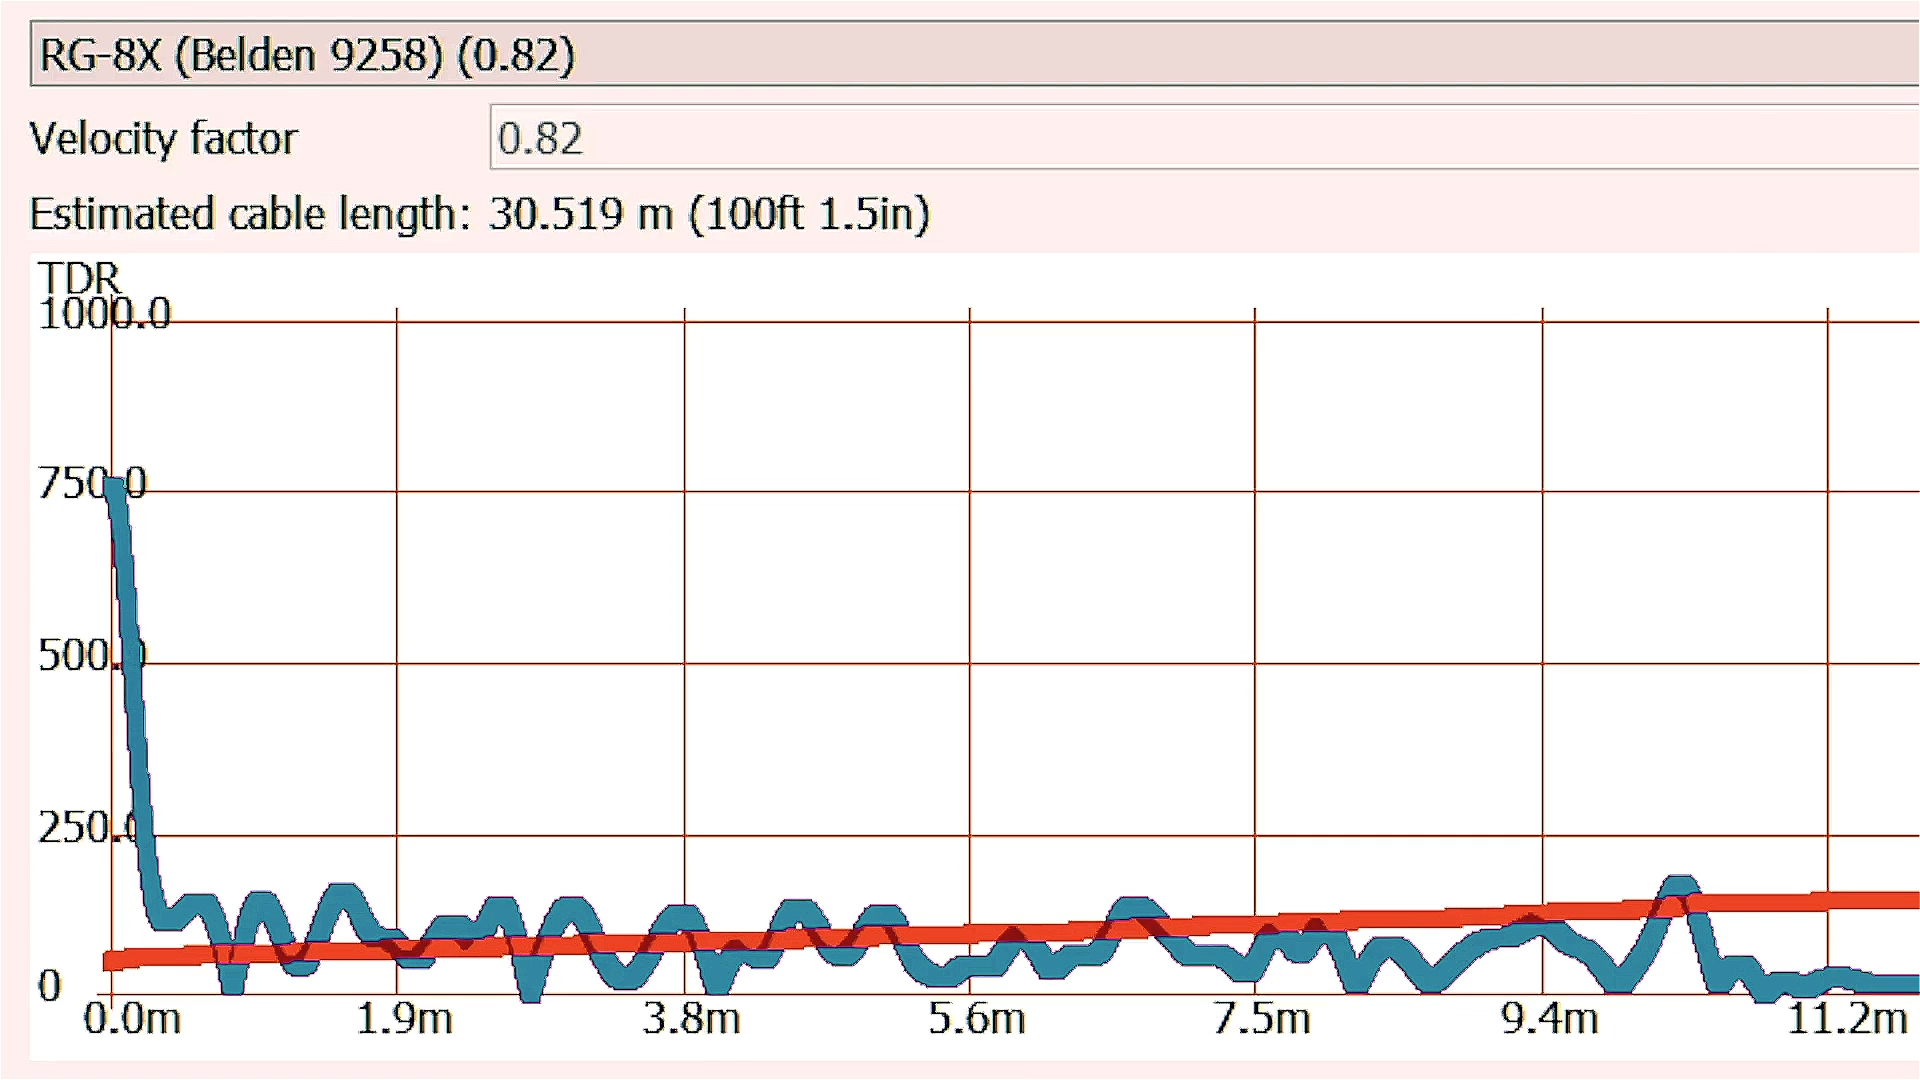 RG-8X (Belden 9258) (0.82)
Velocity factor 0.82
Estimated cable length: 30.519 m (100ft 1.5in)
TDR
1000.0
750.0
500.0
250.0
0
0.0m 1.9m 3.8m 5.6m 7.5m 9.4m 11.2m